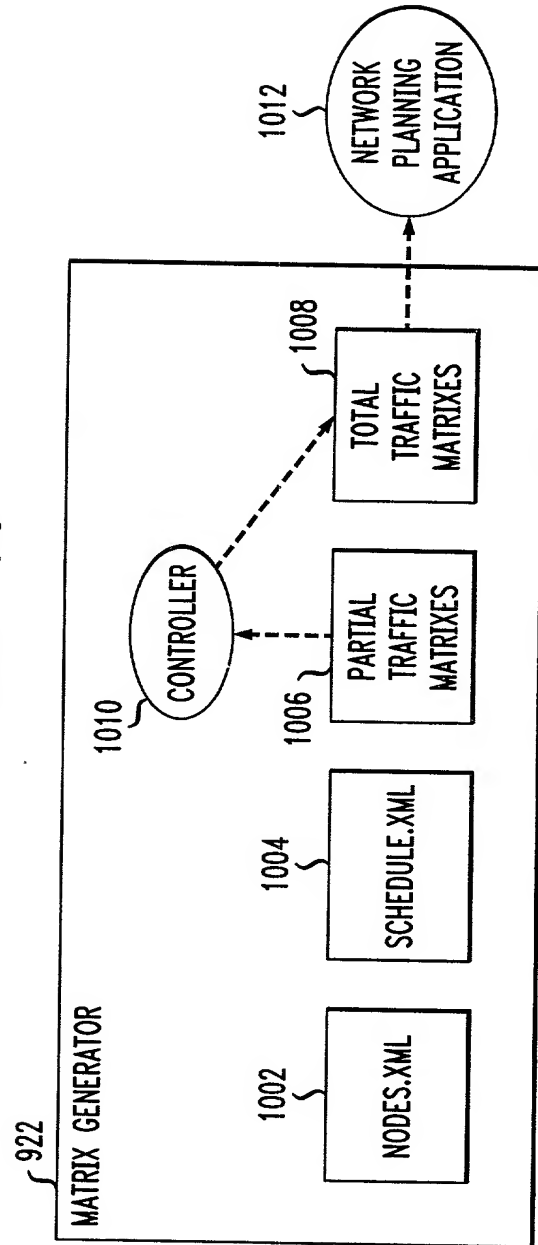 922
MATRIX GENERATOR
1010
CONTROLLER
1002
NODES.XML
1004
SCHEDULE.XML
1006
PARTIAL
TRAFFIC
MATRIXES
1008
TOTAL
TRAFFIC
MATRIXES
1012
NETWORK
PLANNING
APPLICATION